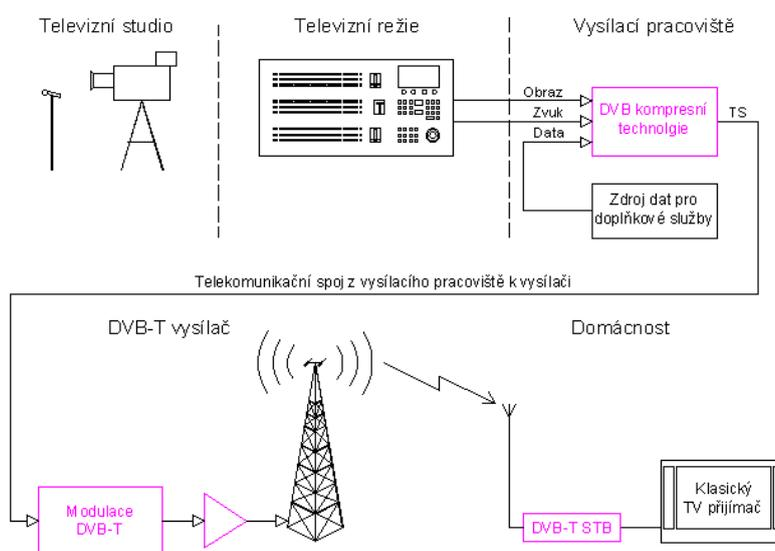 Televizní studio
Televizní režie
Vysílací pracoviště
Obraz
Zvuk
Data
DVB kompresní
technolgie
TS
Zdroj dat pro
doplňkové služby
Telekomunikační spoj z vysílacího pracoviště k vysílači
DVB-T vysílač
Domácnost
Modulace
DVB-T
DVB-T STB
Klasický
TV přijímač